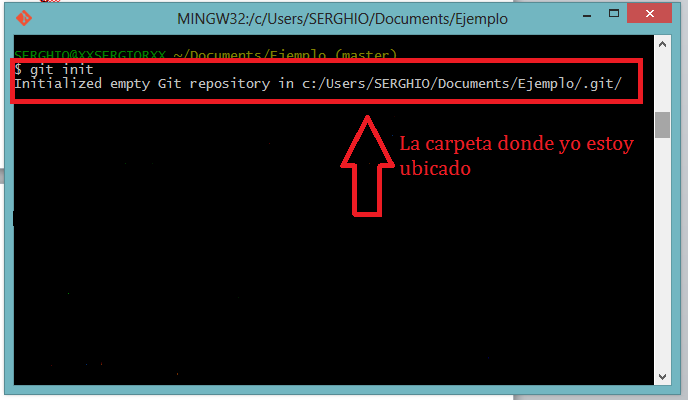 MINGW32:/c/Users/SERGHIO/Documents/Ejemplo
SERGHIO@XXSERGIORXX ~/Documents/Ejemplo (master)
$ git init
Initialized empty Git repository in c:/Users/SERGHIO/Documents/Ejemplo/.git/
La carpeta donde yo estoy
ubicado